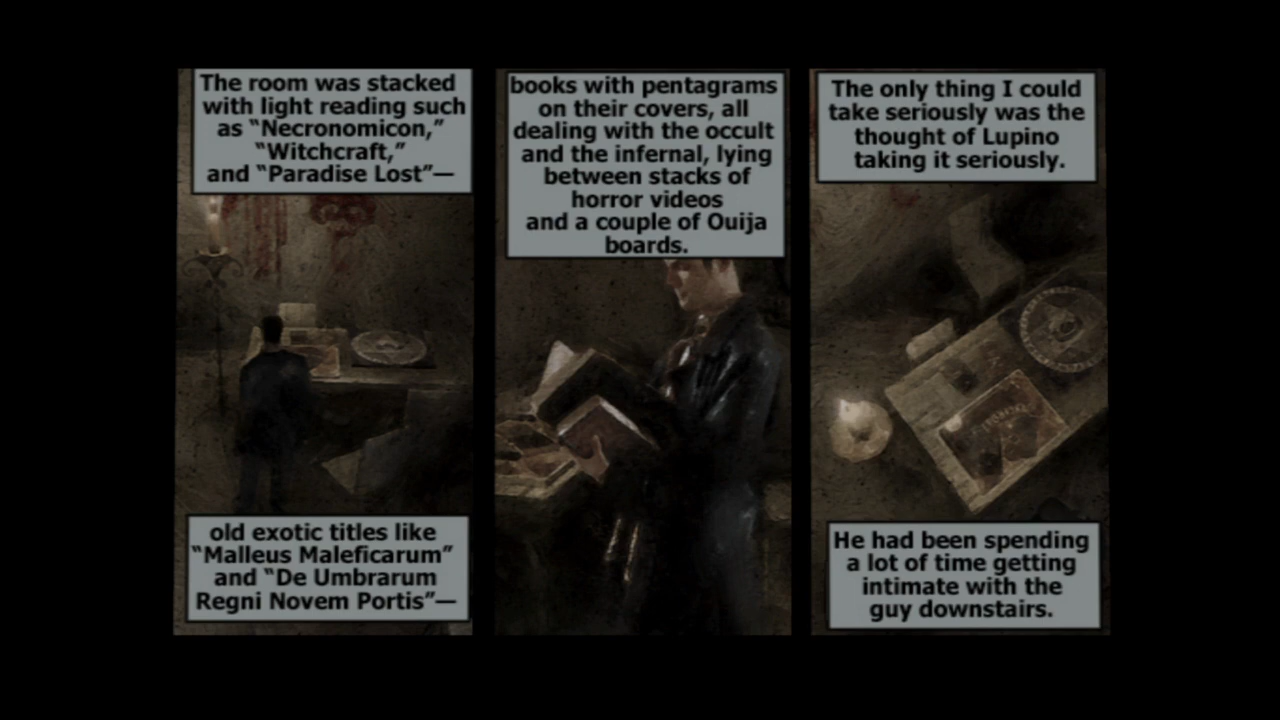 The room was stacked
with light reading such
as “Necronomicon,”
“Witchcraft,”
and “Paradise Lost”—
old exotic titles like
“Malleus Maleficarum”
and “De Umbrarum
Regni Novem Portis”—
books with pentagrams
on their covers, all
dealing with the occult
and the infernal, lying
between stacks of
horror videos
and a couple of Ouija
boards.
The only thing I could
take seriously was the
thought of Lupino
taking it seriously.
He had been spending
a lot of time getting
intimate with the
guy downstairs.